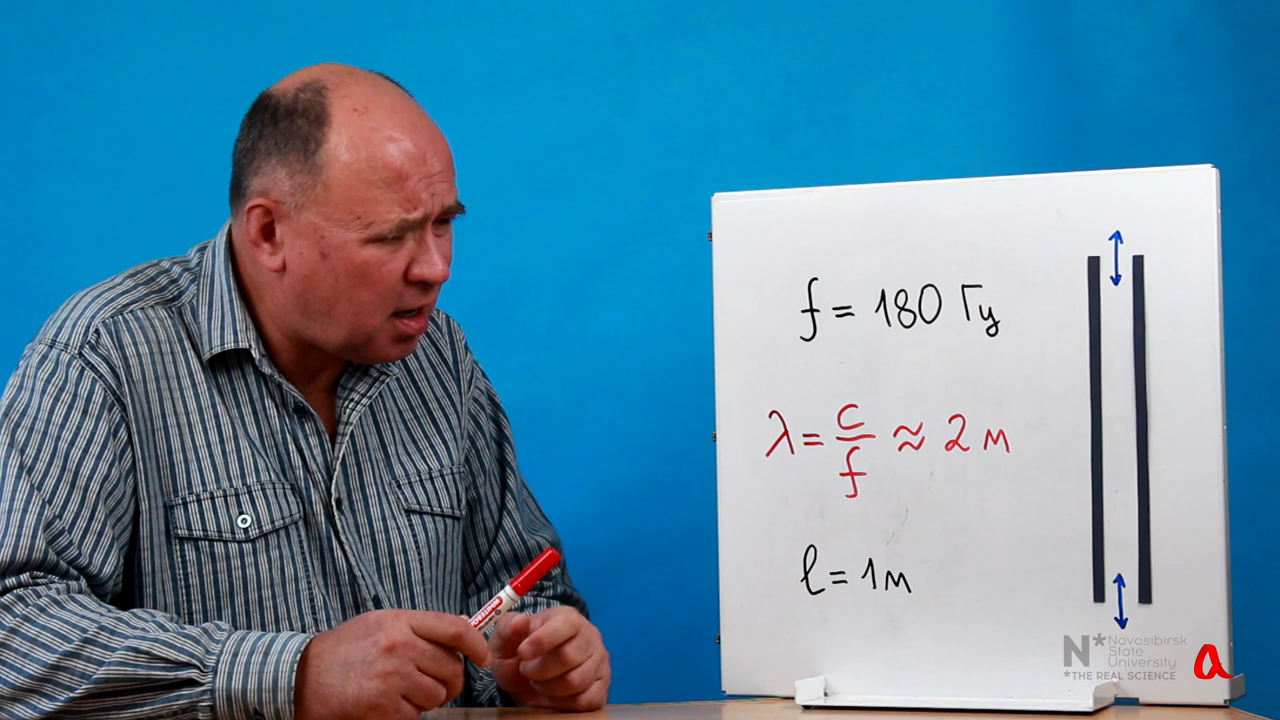 f = 180 Гц
λ = c/f ≈ 2 м
l = 1 м
N* Novosibirsk
State
University
*THE REAL SCIENCE
a